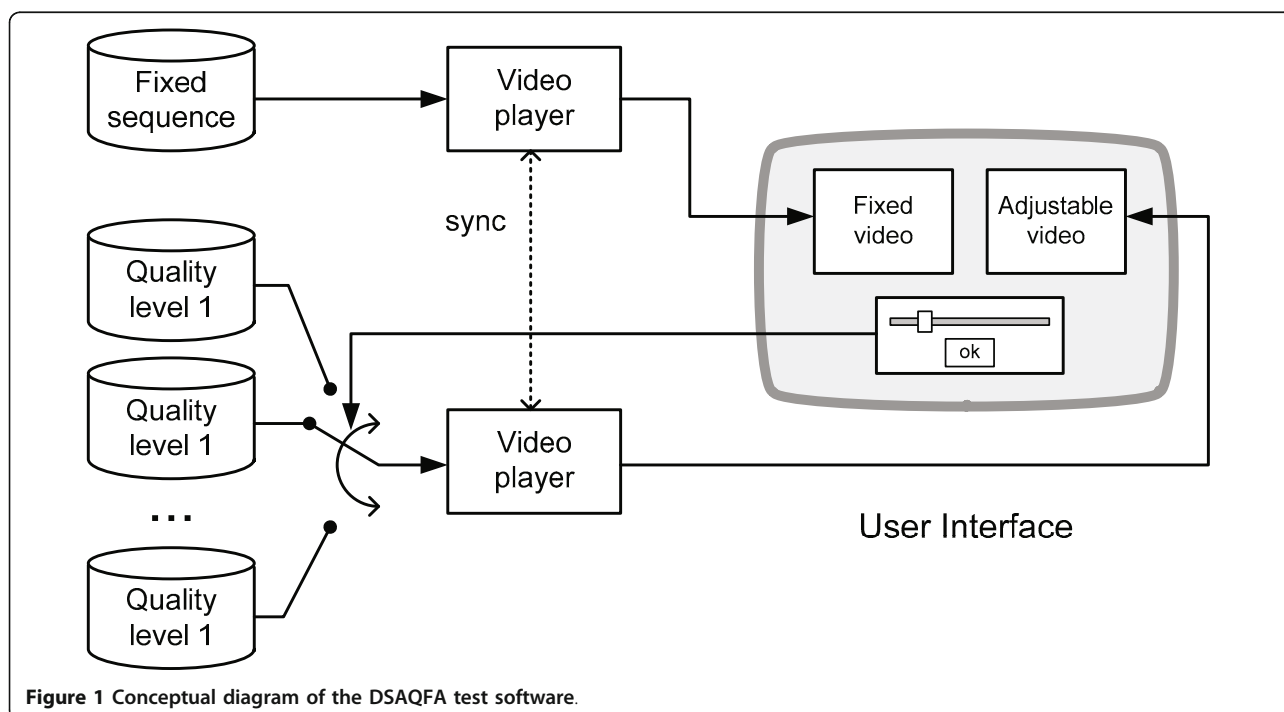 Fixed
sequence
Video
player
Fixed
video
Adjustable
video
sync
Quality
level 1
ok
Quality
level 1
Video
player
...
Quality
level 1
User Interface
Figure 1 Conceptual diagram of the DSAQFA test software.